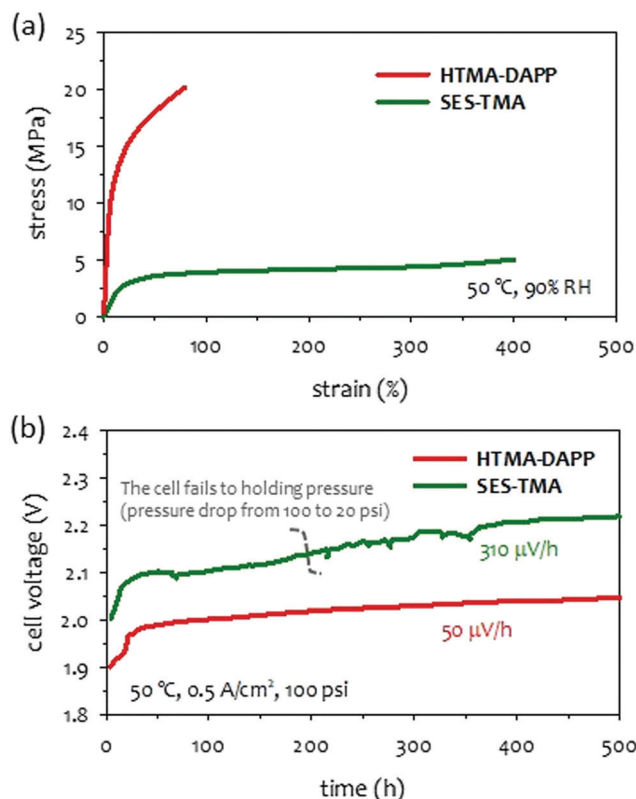 (a)
25
20
15
10
5
0
stress (MPa)
HTMA-DAPP
SES-TMA
50 °C, 90% RH
0
100
200
300
400
500
strain (%)
(b)
2.4
2.3
2.2
2.1
2.0
1.9
1.8
cell voltage (V)
HTMA-DAPP
SES-TMA
The cell fails to holding pressure
(pressure drop from 100 to 20 psi)
310 μV/h
50 μV/h
50 °C, 0.5 A/cm², 100 psi
0
100
200
300
400
500
time (h)